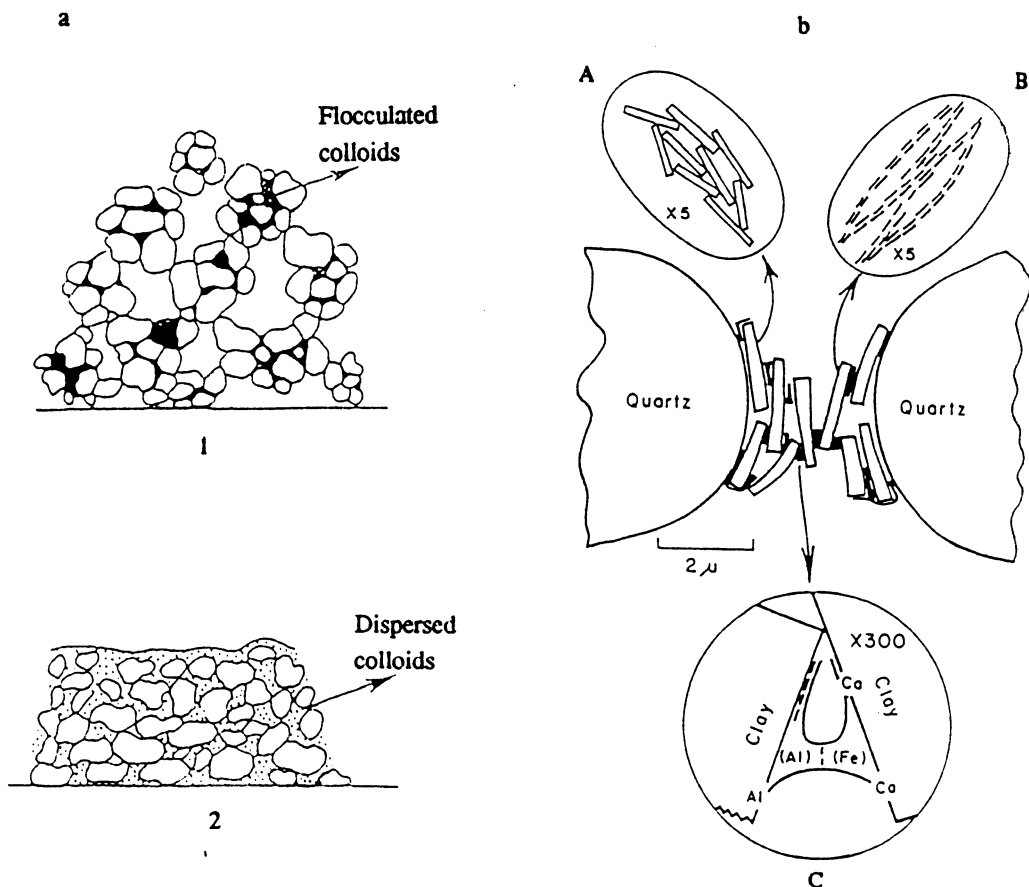 a
Flocculated
colloids
1
Dispersed
colloids
2
b
A
B
X5
X5
Quartz
Quartz
2 μ
X300
Ca
Clay
Clay
(Al)
(Fe)
Al
Ca
C